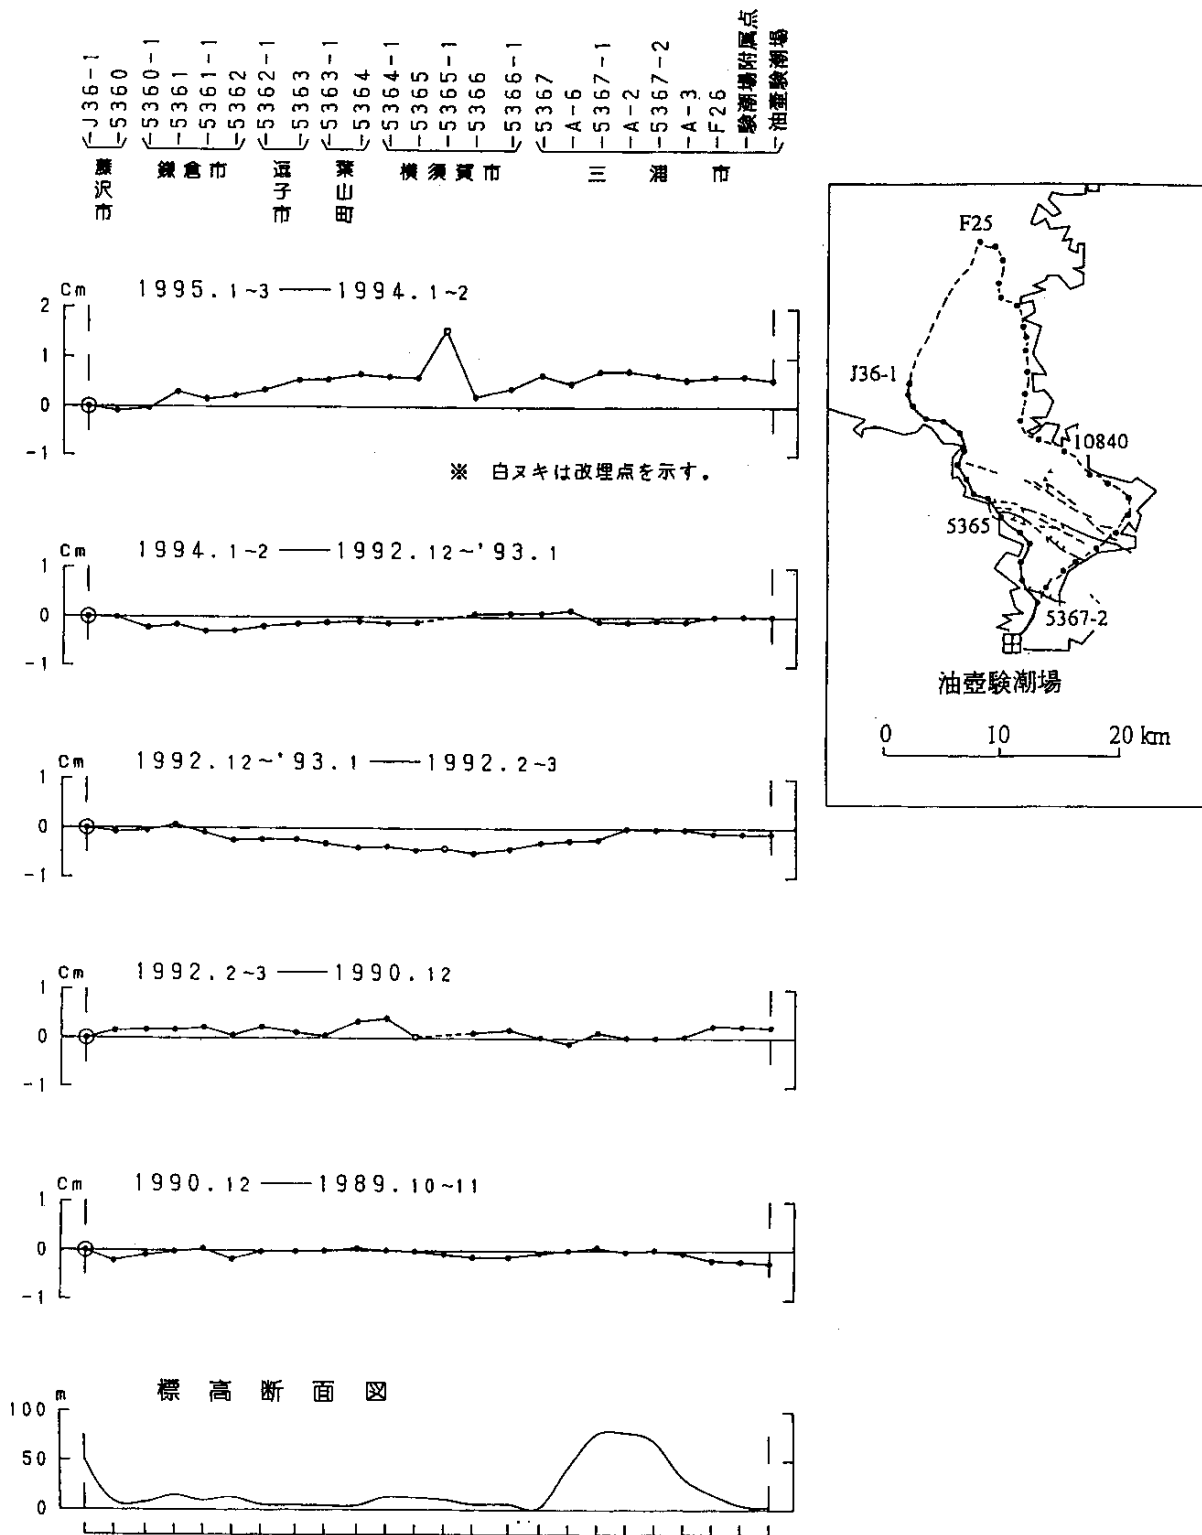 J36-1
5360
5360-1
5361
5361-1
5362
5362-1
5363
5363-1
5364
5364-1
5365
5365-1
5366
5366-1
5367
A-6
5367-1
A-2
5367-2
A-3
F26
験潮場附属点
油壷験潮場
藤沢市
鎌倉市
逗子市
葉山町
横須賀市
三浦市
Cm 1995.1~3 —— 1994.1~2
2
1
0
-1
※ 白ヌキは改埋点を示す.
Cm 1994.1~2 —— 1992.12~'93.1
1
0
-1
Cm 1992.12~'93.1 —— 1992.2~3
1
0
-1
Cm 1992.2~3 —— 1990.12
1
0
-1
Cm 1990.12 —— 1989.10~11
1
0
-1
m 標高断面図
100
50
0
F25
J36-1
10840
5365
5367-2
油壺験潮場
0 10 20 km